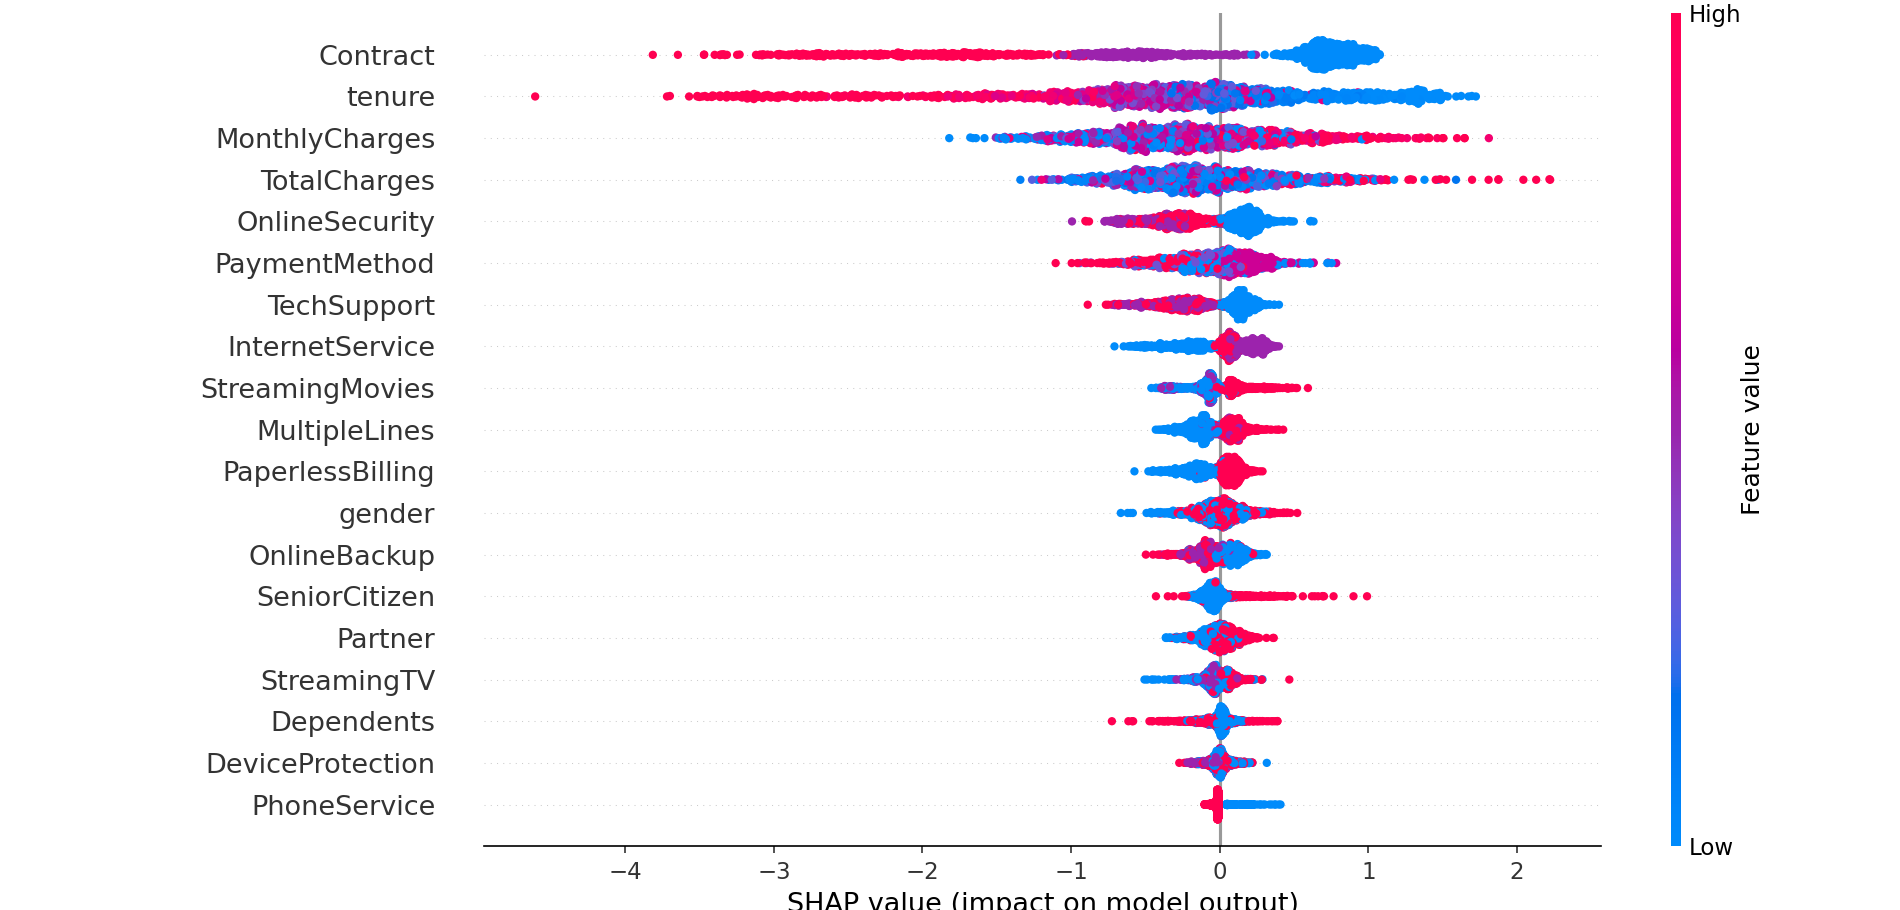 High
Contract
tenure
MonthlyCharges
TotalCharges
OnlineSecurity
PaymentMethod
TechSupport
InternetService
StreamingMovies
MultipleLines
PaperlessBilling
gender
OnlineBackup
SeniorCitizen
Partner
StreamingTV
Dependents
DeviceProtection
PhoneService
Feature value
Low
−4 −3 −2 −1 0 1 2
SHAP value (impact on model output)